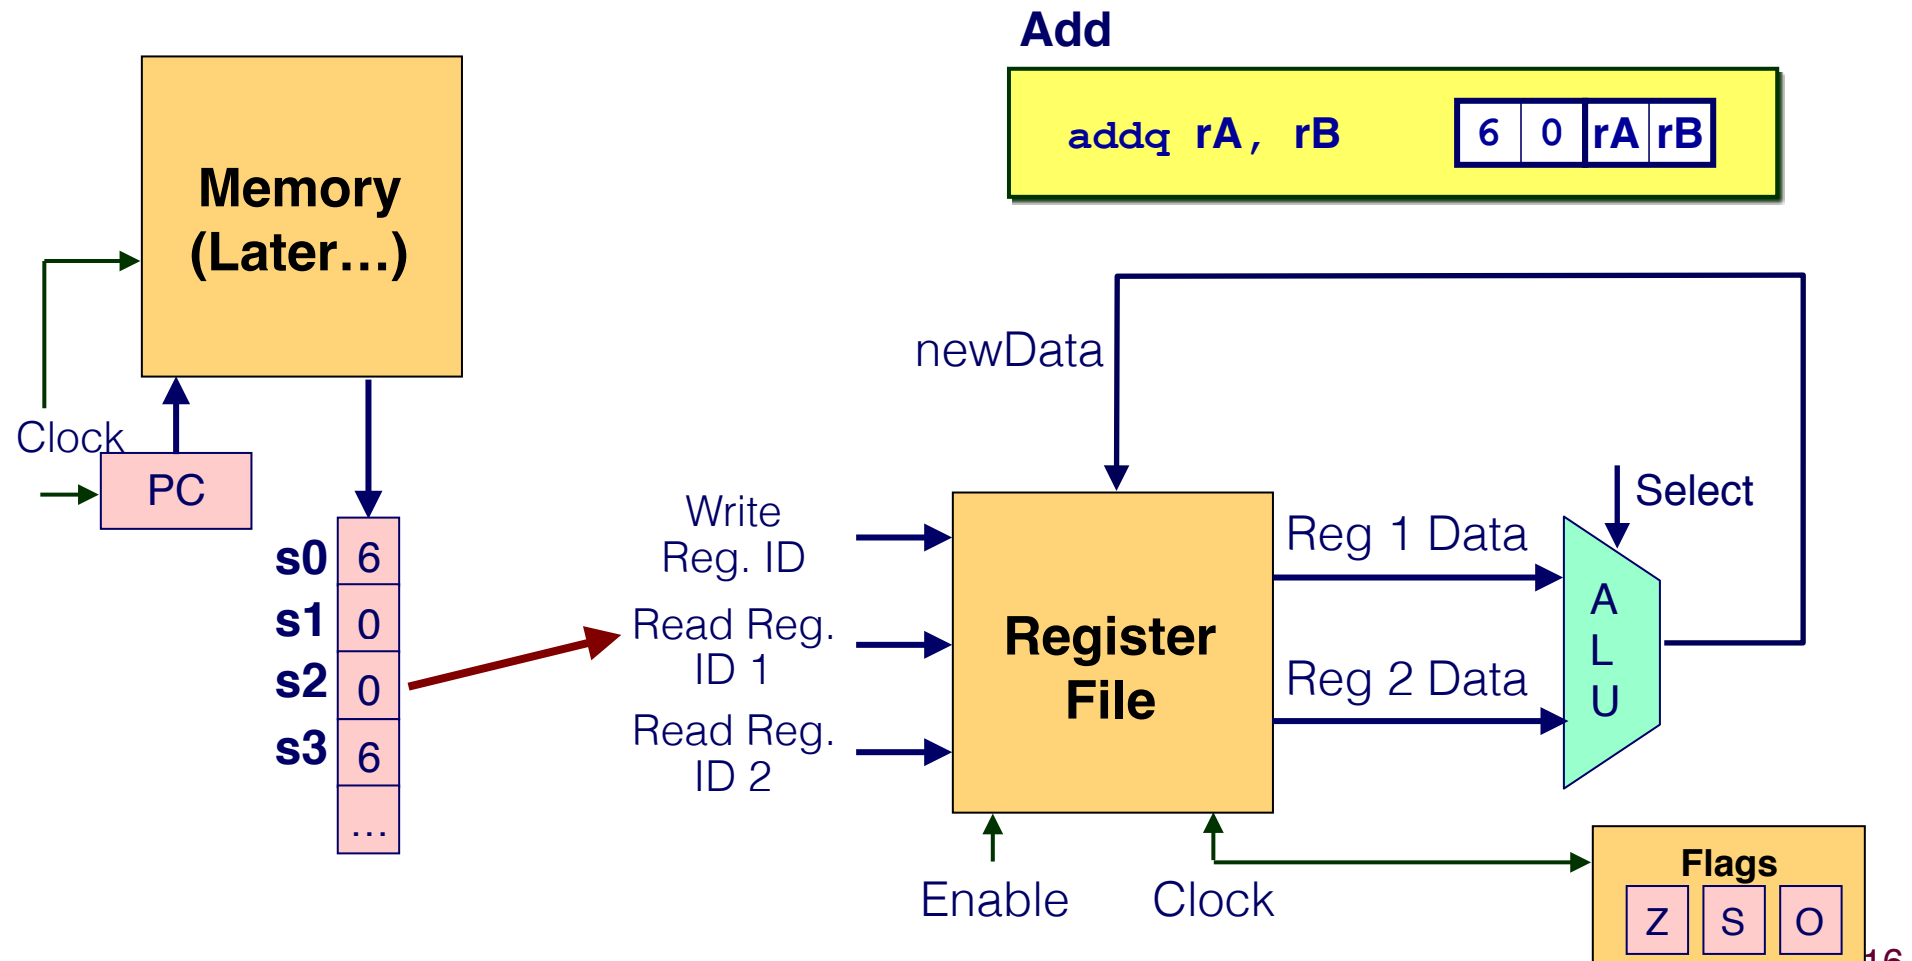 Add
addq rA, rB
6 0 rA rB
Memory
(Later…)
newData
Clock
PC
Select
Write
Reg. ID
Reg 1 Data
s0 6
s1 0
s2 0
s3 6
…
Read Reg.
ID 1
Register
File
A
L
U
Reg 2 Data
Read Reg.
ID 2
Enable
Clock
Flags
Z S O
16